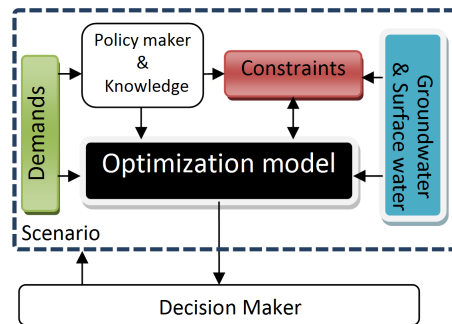 Policy maker
&
Knowledge
Constraints
Demands
Groundwater
& Surface water
Optimization model
Scenario
Decision Maker